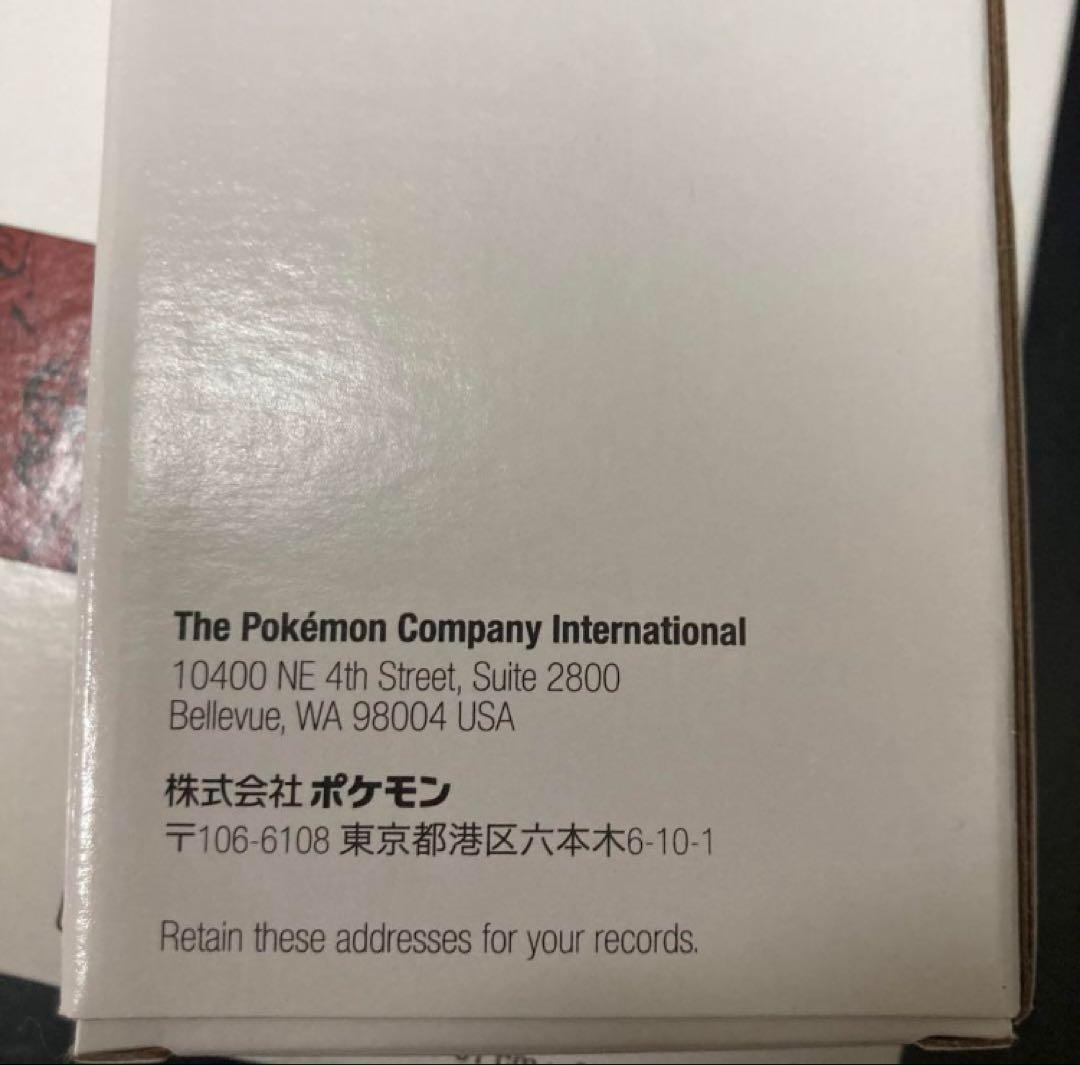 The Pokémon Company International
10400 NE 4th Street, Suite 2800
Bellevue, WA 98004 USA
株式会社ポケモン
〒106-6108 東京都港区六本木6-10-1
Retain these addresses for your records.